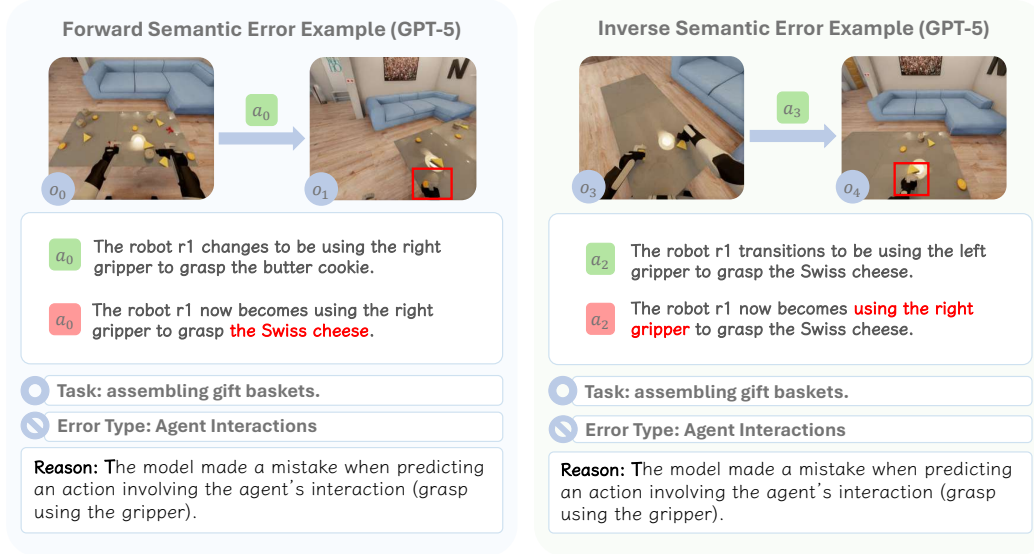 Forward Semantic Error Example (GPT-5)
a0
o0
o1
a0 The robot r1 changes to be using the right
gripper to grasp the butter cookie.
a0 The robot r1 now becomes using the right
gripper to grasp the Swiss cheese.
Task: assembling gift baskets.
Error Type: Agent Interactions
Reason: The model made a mistake when predicting
an action involving the agent's interaction (grasp
using the gripper).
Inverse Semantic Error Example (GPT-5)
a3
o3
o4
a2 The robot r1 transitions to be using the left
gripper to grasp the Swiss cheese.
a2 The robot r1 now becomes using the right
gripper to grasp the Swiss cheese.
Task: assembling gift baskets.
Error Type: Agent Interactions
Reason: The model made a mistake when predicting
an action involving the agent's interaction (grasp
using the gripper).